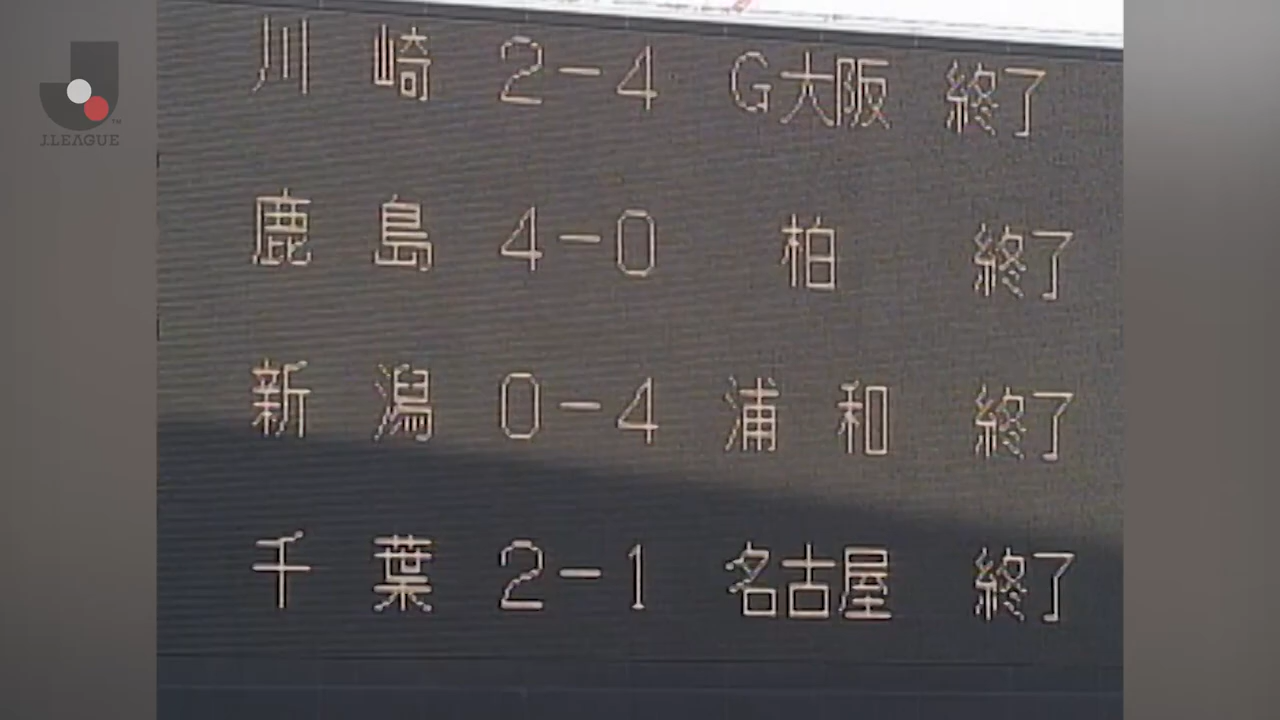 川崎 2-4 G大阪 終了
鹿島 4-0 柏 終了
新潟 0-4 浦和 終了
千葉 2-1 名古屋 終了
J.LEAGUE™